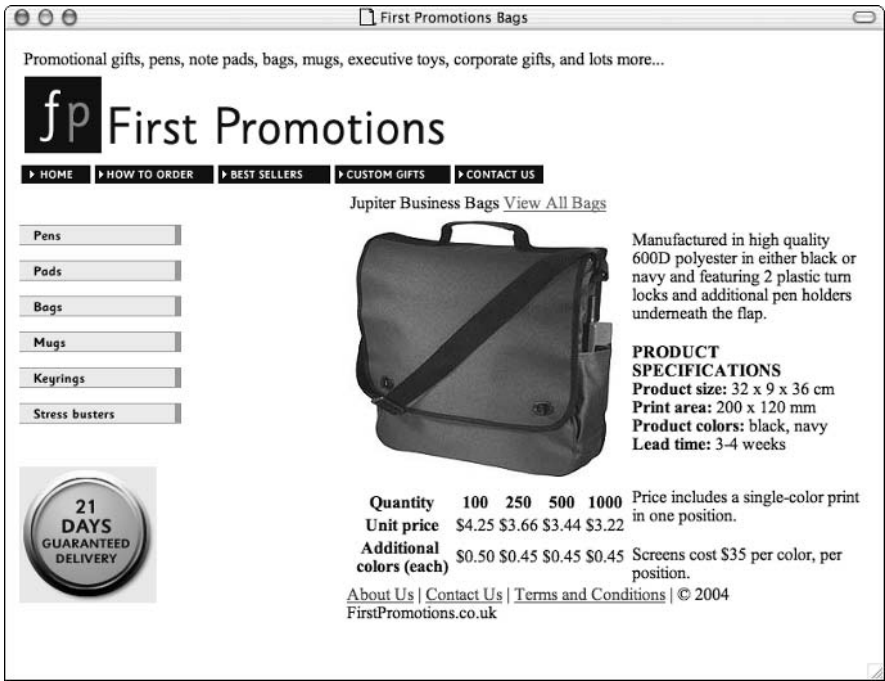 First Promotions Bags
Promotional gifts, pens, note pads, bags, mugs, executive toys, corporate gifts, and lots more...
fp First Promotions
HOME HOW TO ORDER BEST SELLERS CUSTOM GIFTS CONTACT US
Jupiter Business Bags View All Bags
Pens
Pads
Bags
Mugs
Keyrings
Stress busters
21
DAYS
GUARANTEED
DELIVERY
Manufactured in high quality
600D polyester in either black or
navy and featuring 2 plastic turn
locks and additional pen holders
underneath the flap.
PRODUCT
SPECIFICATIONS
Product size: 32 x 9 x 36 cm
Print area: 200 x 120 mm
Product colors: black, navy
Lead time: 3-4 weeks
Quantity 100 250 500 1000
Unit price $4.25 $3.66 $3.44 $3.22
Additional
colors (each) $0.50 $0.45 $0.45 $0.45
Price includes a single-color print
in one position.
Screens cost $35 per color, per
position.
About Us | Contact Us | Terms and Conditions | © 2004
FirstPromotions.co.uk